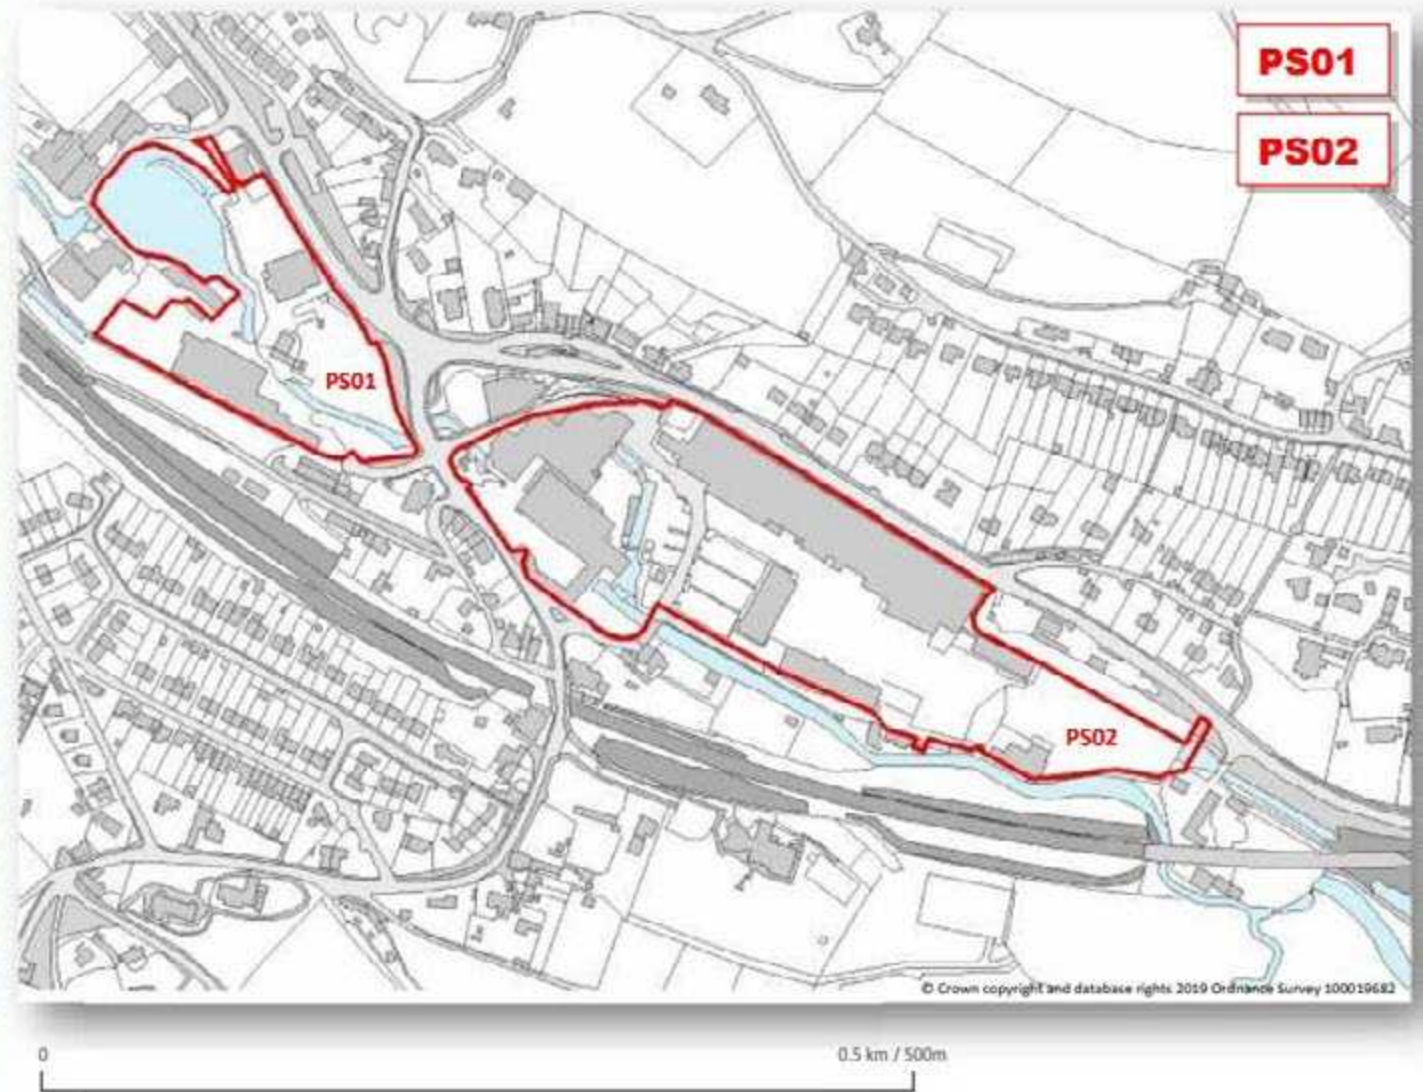 PS01
PS02
PS01
PS02
© Crown copyright and database rights 2019 Ordnance Survey 100019682
0
0.5 km / 500m